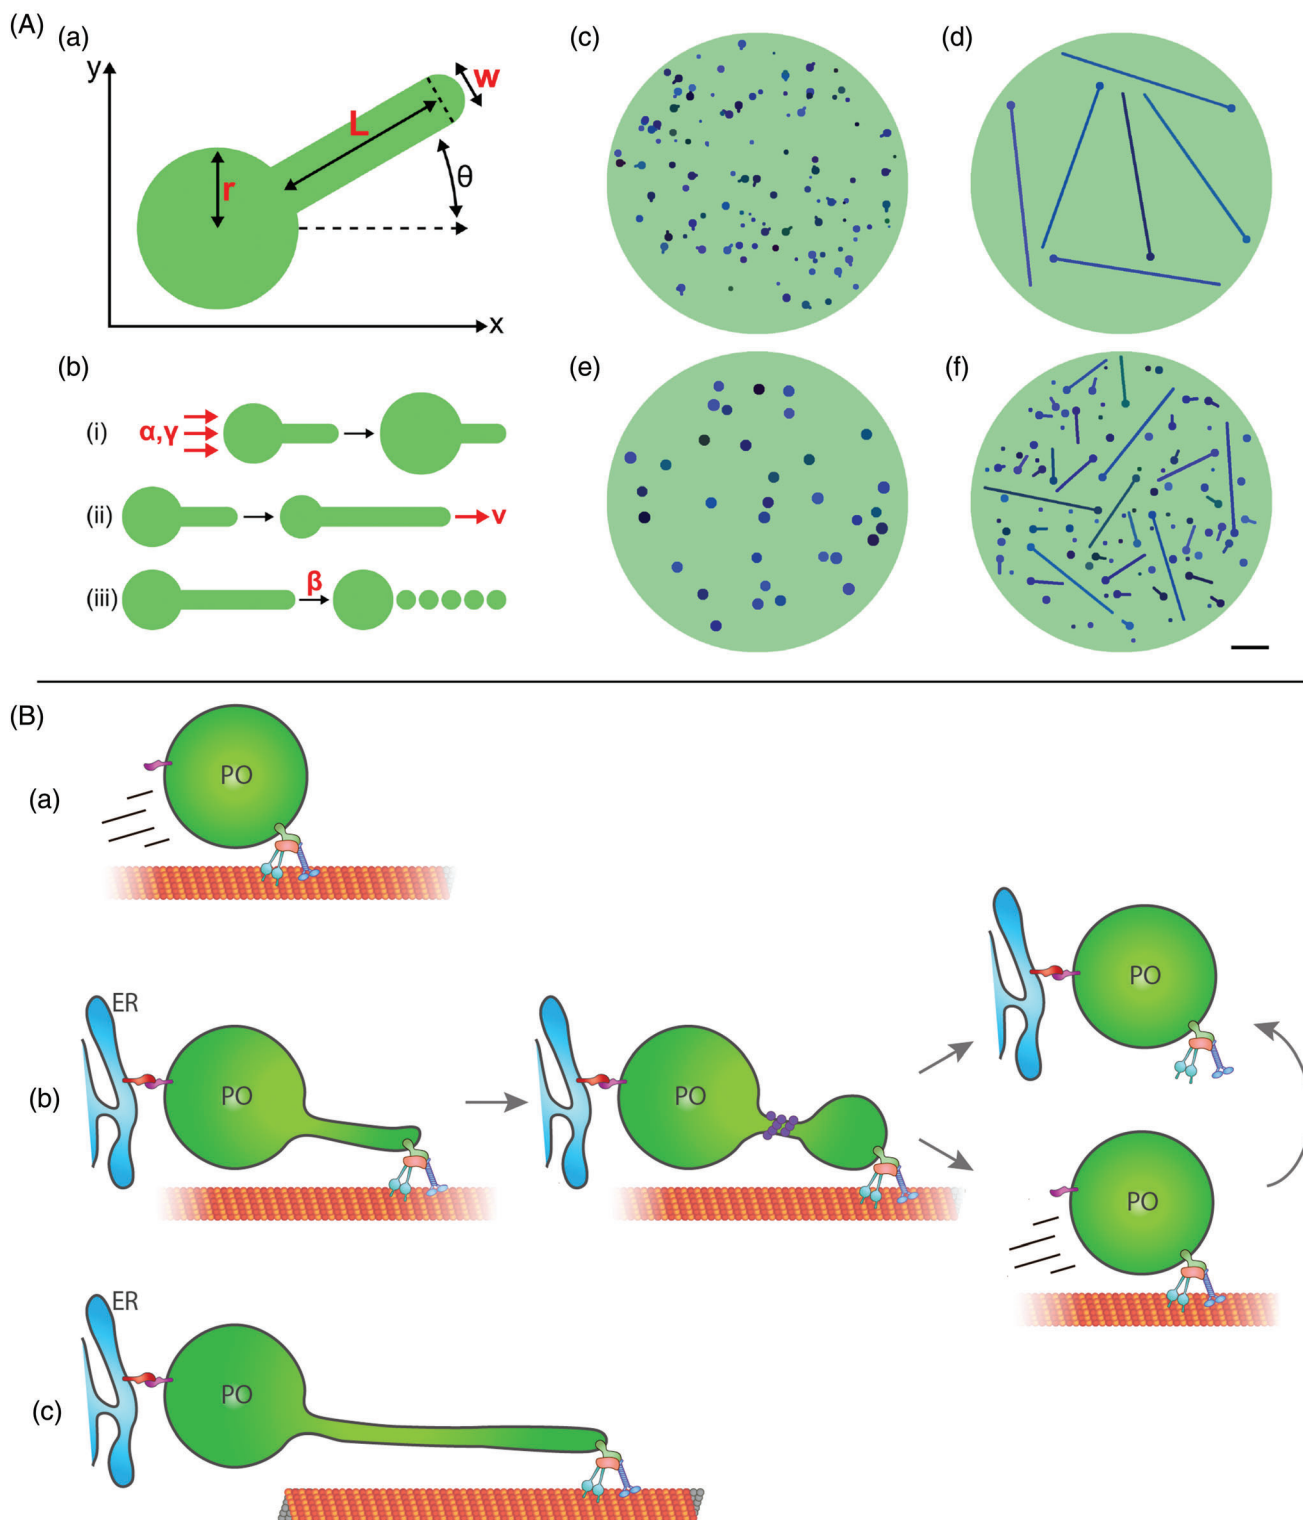 (A)
(a)
y
w
L
r
θ
x
(b)
(i)
α,γ
(ii)
v
(iii)
β
(c)
(d)
(e)
(f)
(B)
(a)
PO
(b)
ER
PO
PO
PO
PO
(c)
ER
PO